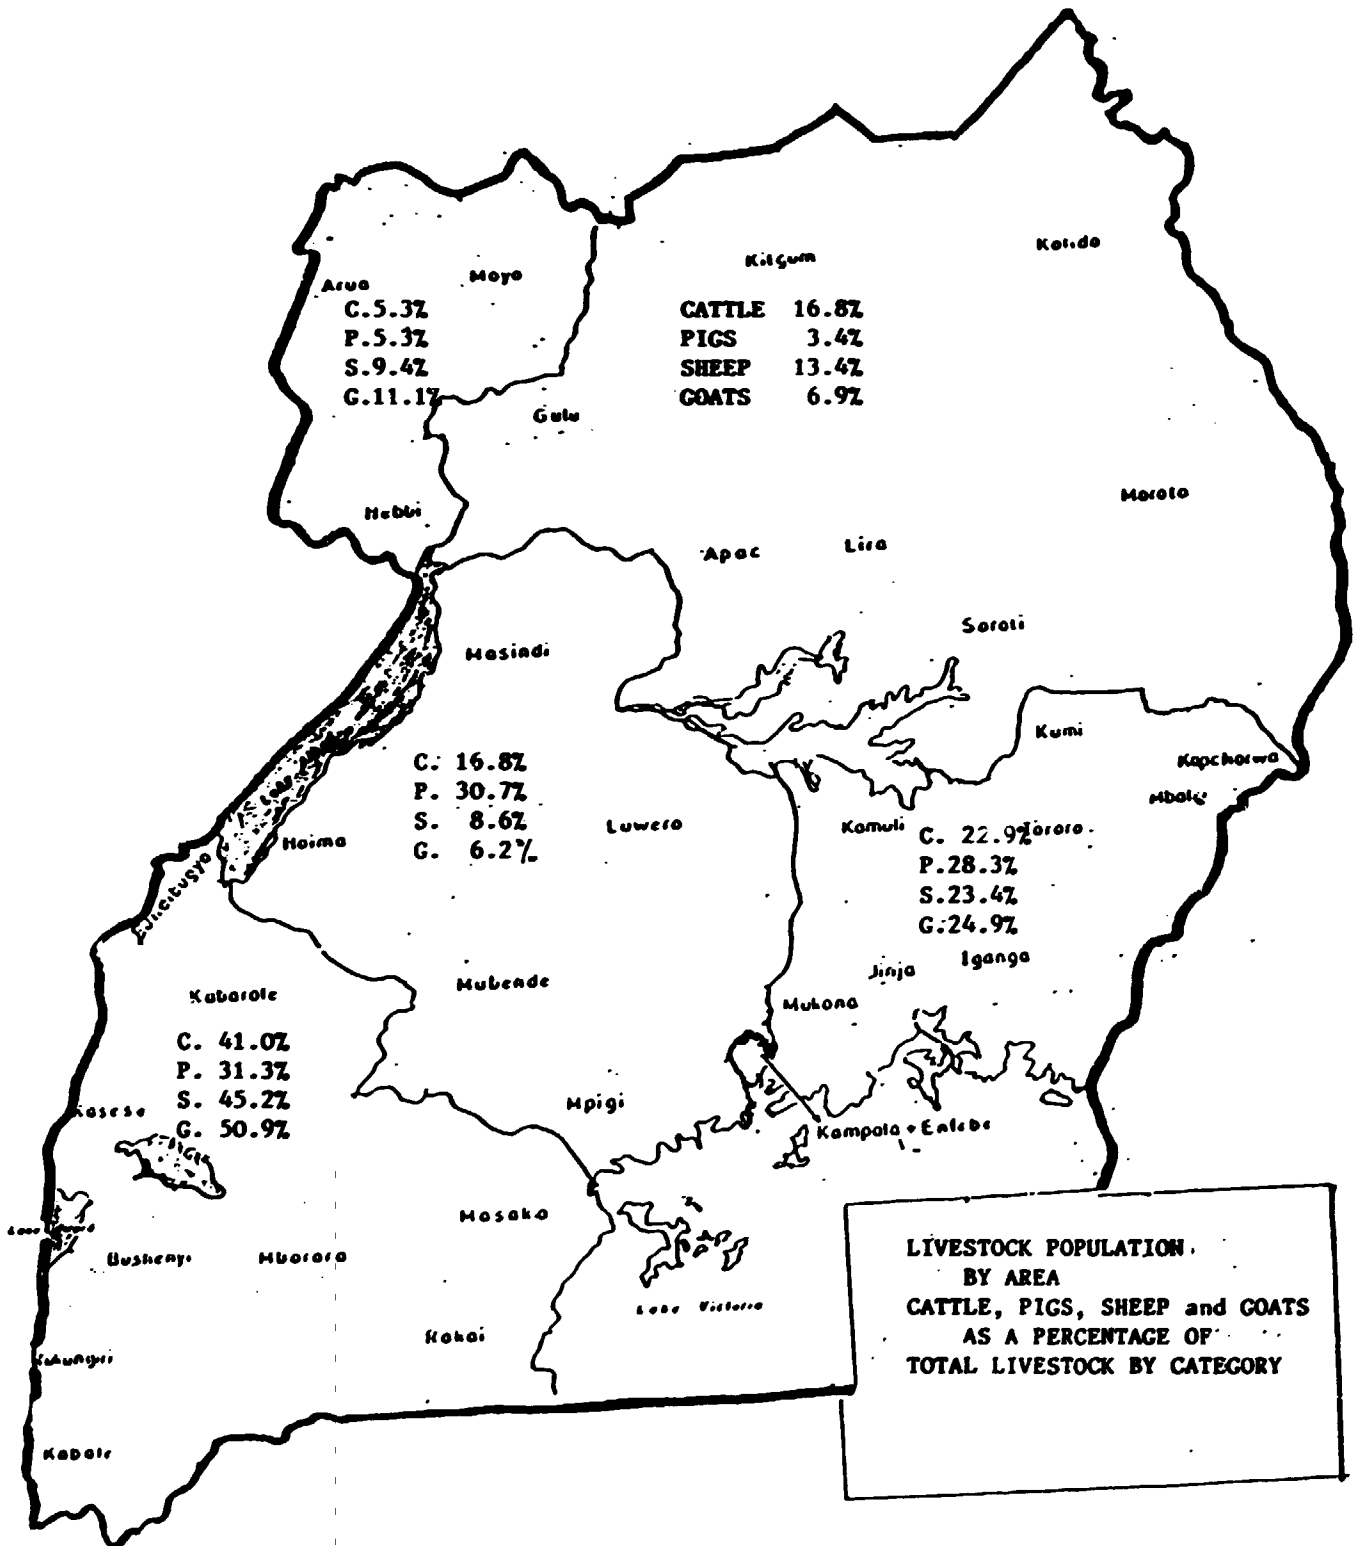 Kitgum
Kotido
Arua
Moyo
C.5.3%
P.5.3%
S.9.4%
G.11.1%
CATTLE 16.8%
PIGS 3.4%
SHEEP 13.4%
GOATS 6.9%
Gulu
Moroto
Nebbi
Apac
Lira
Soroti
Masindi
Kumi
Kapchorwa
Mbale
C. 16.8%
P. 30.7%
S. 8.6%
G. 6.2%
Luwero
Hoima
Kamuli
Tororo
C. 22.9%
P.28.3%
S.23.4%
G.24.9%
Jinja
Iganga
Mubende
Mukono
Kabarole
C. 41.0%
P. 31.3%
S. 45.2%
G. 50.9%
Kasese
Mpigi
Kampala + Entebe
Masaka
Bushenyi
Mbarara
Lake Victoria
Rakai
Kabale
LIVESTOCK POPULATION
BY AREA
CATTLE, PIGS, SHEEP and GOATS
AS A PERCENTAGE OF
TOTAL LIVESTOCK BY CATEGORY